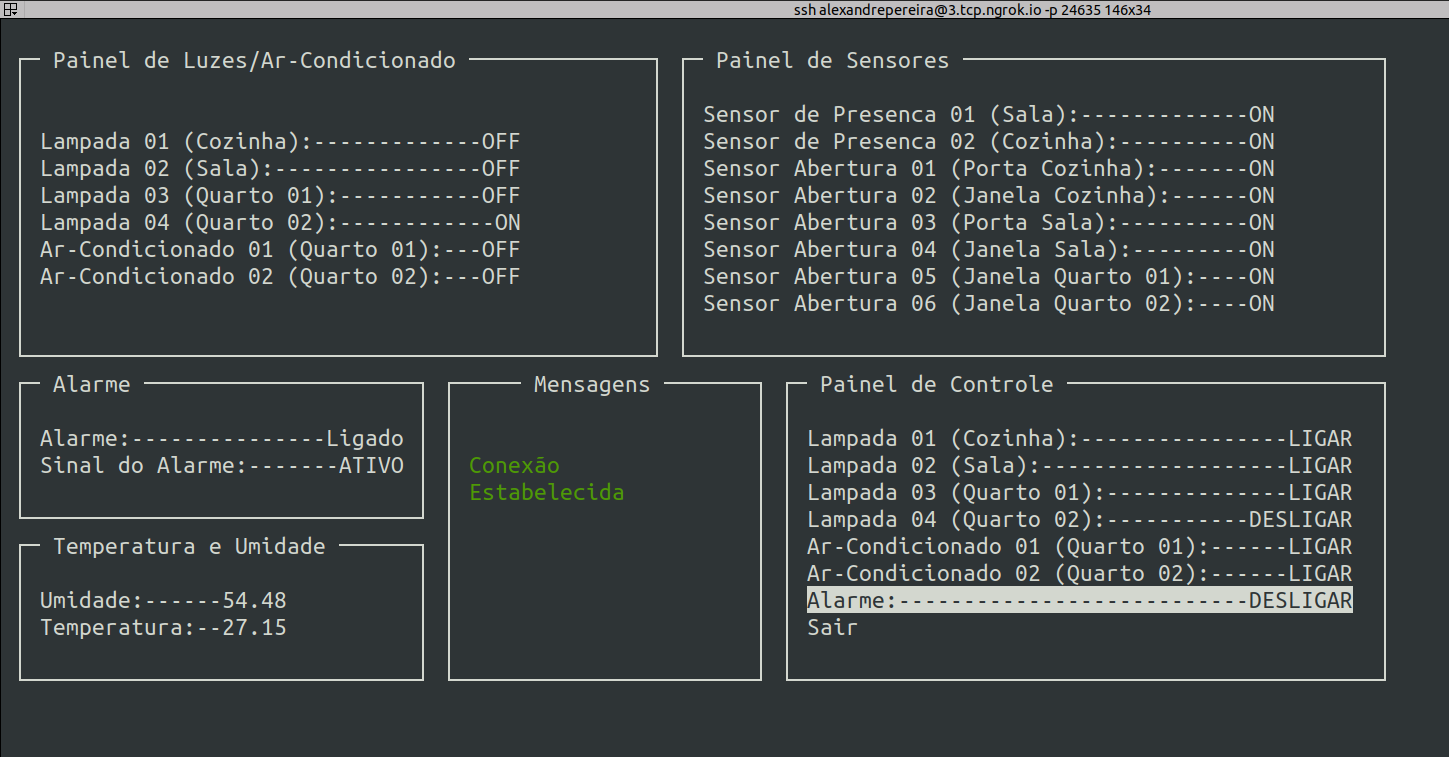 ssh alexandrepereira@3.tcp.ngrok.io -p 24635 146x34
Painel de Luzes/Ar-Condicionado
Lampada 01 (Cozinha):-------------OFF
Lampada 02 (Sala):----------------OFF
Lampada 03 (Quarto 01):-----------OFF
Lampada 04 (Quarto 02):------------ON
Ar-Condicionado 01 (Quarto 01):---OFF
Ar-Condicionado 02 (Quarto 02):---OFF
Painel de Sensores
Sensor de Presenca 01 (Sala):-------------ON
Sensor de Presenca 02 (Cozinha):----------ON
Sensor Abertura 01 (Porta Cozinha):-------ON
Sensor Abertura 02 (Janela Cozinha):------ON
Sensor Abertura 03 (Porta Sala):----------ON
Sensor Abertura 04 (Janela Sala):---------ON
Sensor Abertura 05 (Janela Quarto 01):----ON
Sensor Abertura 06 (Janela Quarto 02):----ON
Alarme
Alarme:---------------Ligado
Sinal do Alarme:-------ATIVO
Temperatura e Umidade
Umidade:------54.48
Temperatura:--27.15
Mensagens
Conexão
Estabelecida
Painel de Controle
Lampada 01 (Cozinha):----------------LIGAR
Lampada 02 (Sala):-------------------LIGAR
Lampada 03 (Quarto 01):--------------LIGAR
Lampada 04 (Quarto 02):-----------DESLIGAR
Ar-Condicionado 01 (Quarto 01):------LIGAR
Ar-Condicionado 02 (Quarto 02):------LIGAR
Alarme:---------------------------DESLIGAR
Sair